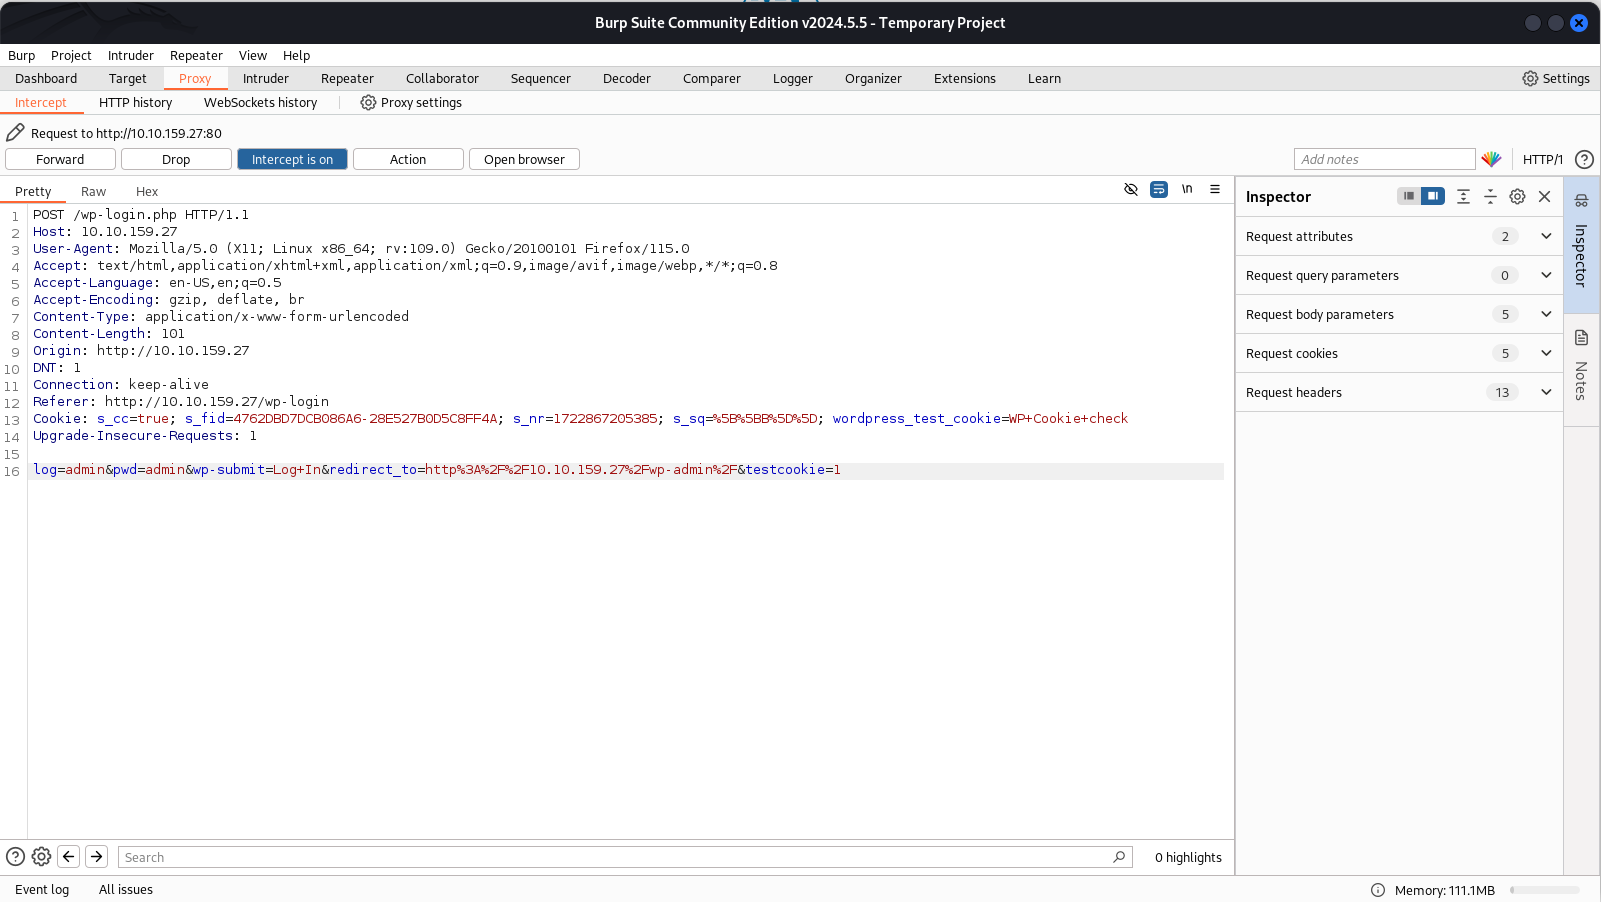 Burp Suite Community Edition v2024.5.5 - Temporary Project
Burp Project Intruder Repeater View Help
Dashboard Target Proxy Intruder Repeater Collaborator Sequencer Decoder Comparer Logger Organizer Extensions Learn Settings
Intercept HTTP history WebSockets history Proxy settings
Request to http://10.10.159.27:80
Forward Drop Intercept is on Action Open browser Add notes HTTP/1 ?
Pretty Raw Hex \n
Inspector
1 POST /wp-login.php HTTP/1.1
2 Host: 10.10.159.27
3 User-Agent: Mozilla/5.0 (X11; Linux x86_64; rv:109.0) Gecko/20100101 Firefox/115.0
4 Accept: text/html,application/xhtml+xml,application/xml;q=0.9,image/avif,image/webp,*/*;q=0.8
5 Accept-Language: en-US,en;q=0.5
6 Accept-Encoding: gzip, deflate, br
7 Content-Type: application/x-www-form-urlencoded
8 Content-Length: 101
9 Origin: http://10.10.159.27
10 DNT: 1
11 Connection: keep-alive
12 Referer: http://10.10.159.27/wp-login
13 Cookie: s_cc=true; s_fid=4762DBD7DCB086A6-28E527B0D5C8FF4A; s_nr=1722867205385; s_sq=%5B%5BB%5D%5D; wordpress_test_cookie=WP+Cookie+check
14 Upgrade-Insecure-Requests: 1
15
16 log=admin&pwd=admin&wp-submit=Log+In&redirect_to=http%3A%2F%2F10.10.159.27%2Fwp-admin%2F&testcookie=1
Request attributes 2
Request query parameters 0
Request body parameters 5
Request cookies 5
Request headers 13
Inspector
Notes
? Search 0 highlights
Event log All issues Memory: 111.1MB